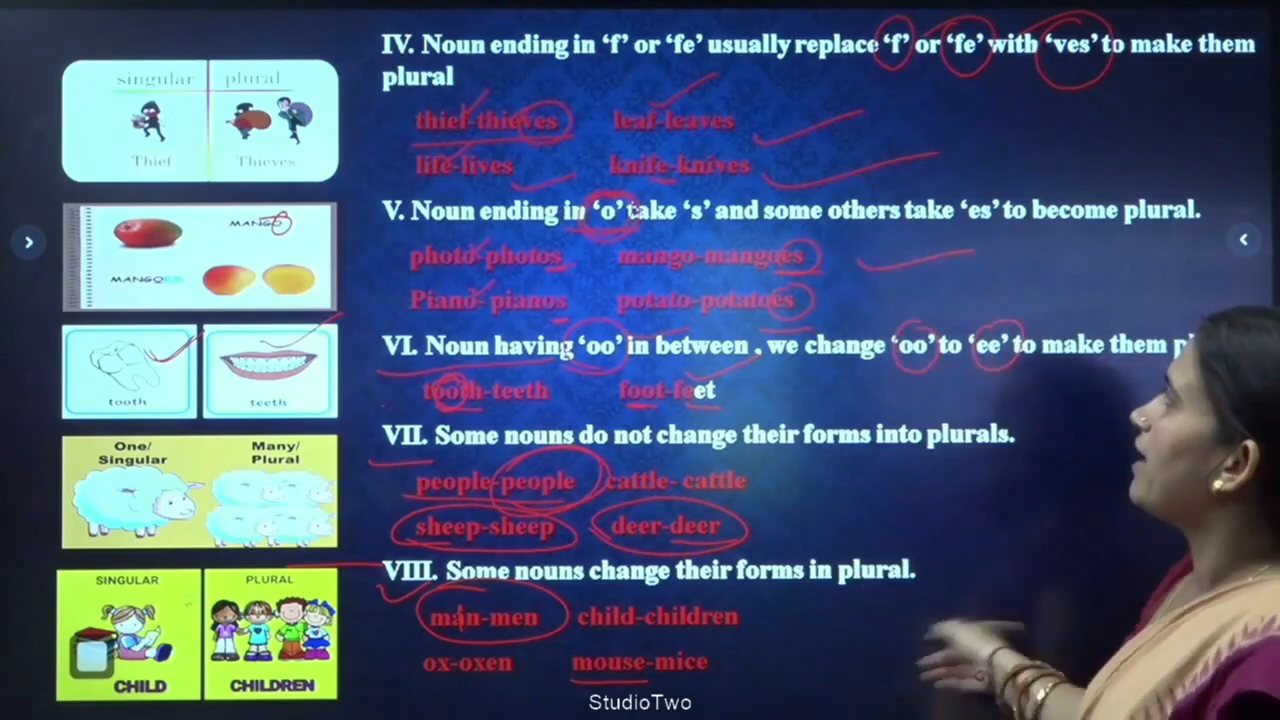 singular plural
Thief Thieves
MANGO
MANGO
tooth teeth
One/ Many/
Singular Plural
SINGULAR PLURAL
CHILD CHILDREN
IV. Noun ending in ‘f’ or ‘fe’ usually replace ‘f’ or ‘fe’ with ‘ves’ to make them
plural
thief-thieves leaf-leaves
life-lives knife-knives
V. Noun ending in ‘o’ take ‘s’ and some others take ‘es’ to become plural.
photo-photos mango-mangoes
Piano-pianos potato-potatoes
VI. Noun having ‘oo’ in between , we change ‘oo’ to ‘ee’ to make them
tooth-teeth foot-feet
VII. Some nouns do not change their forms into plurals.
people-people cattle- cattle
sheep-sheep deer-deer
VIII. Some nouns change their forms in plural.
man-men child-children
ox-oxen mouse-mice
StudioTwo